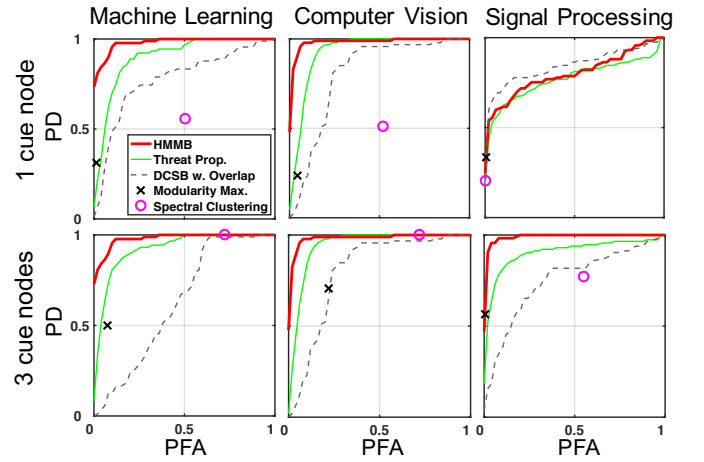 Machine Learning Computer Vision Signal Processing
1 cue node
PD
1
0.5
0
HMMB
Threat Prop.
DCSB w. Overlap
Modularity Max.
Spectral Clustering
3 cue nodes
PD
1
0.5
0
0 0.5 1 0 0.5 1 0 0.5 1
PFA PFA PFA